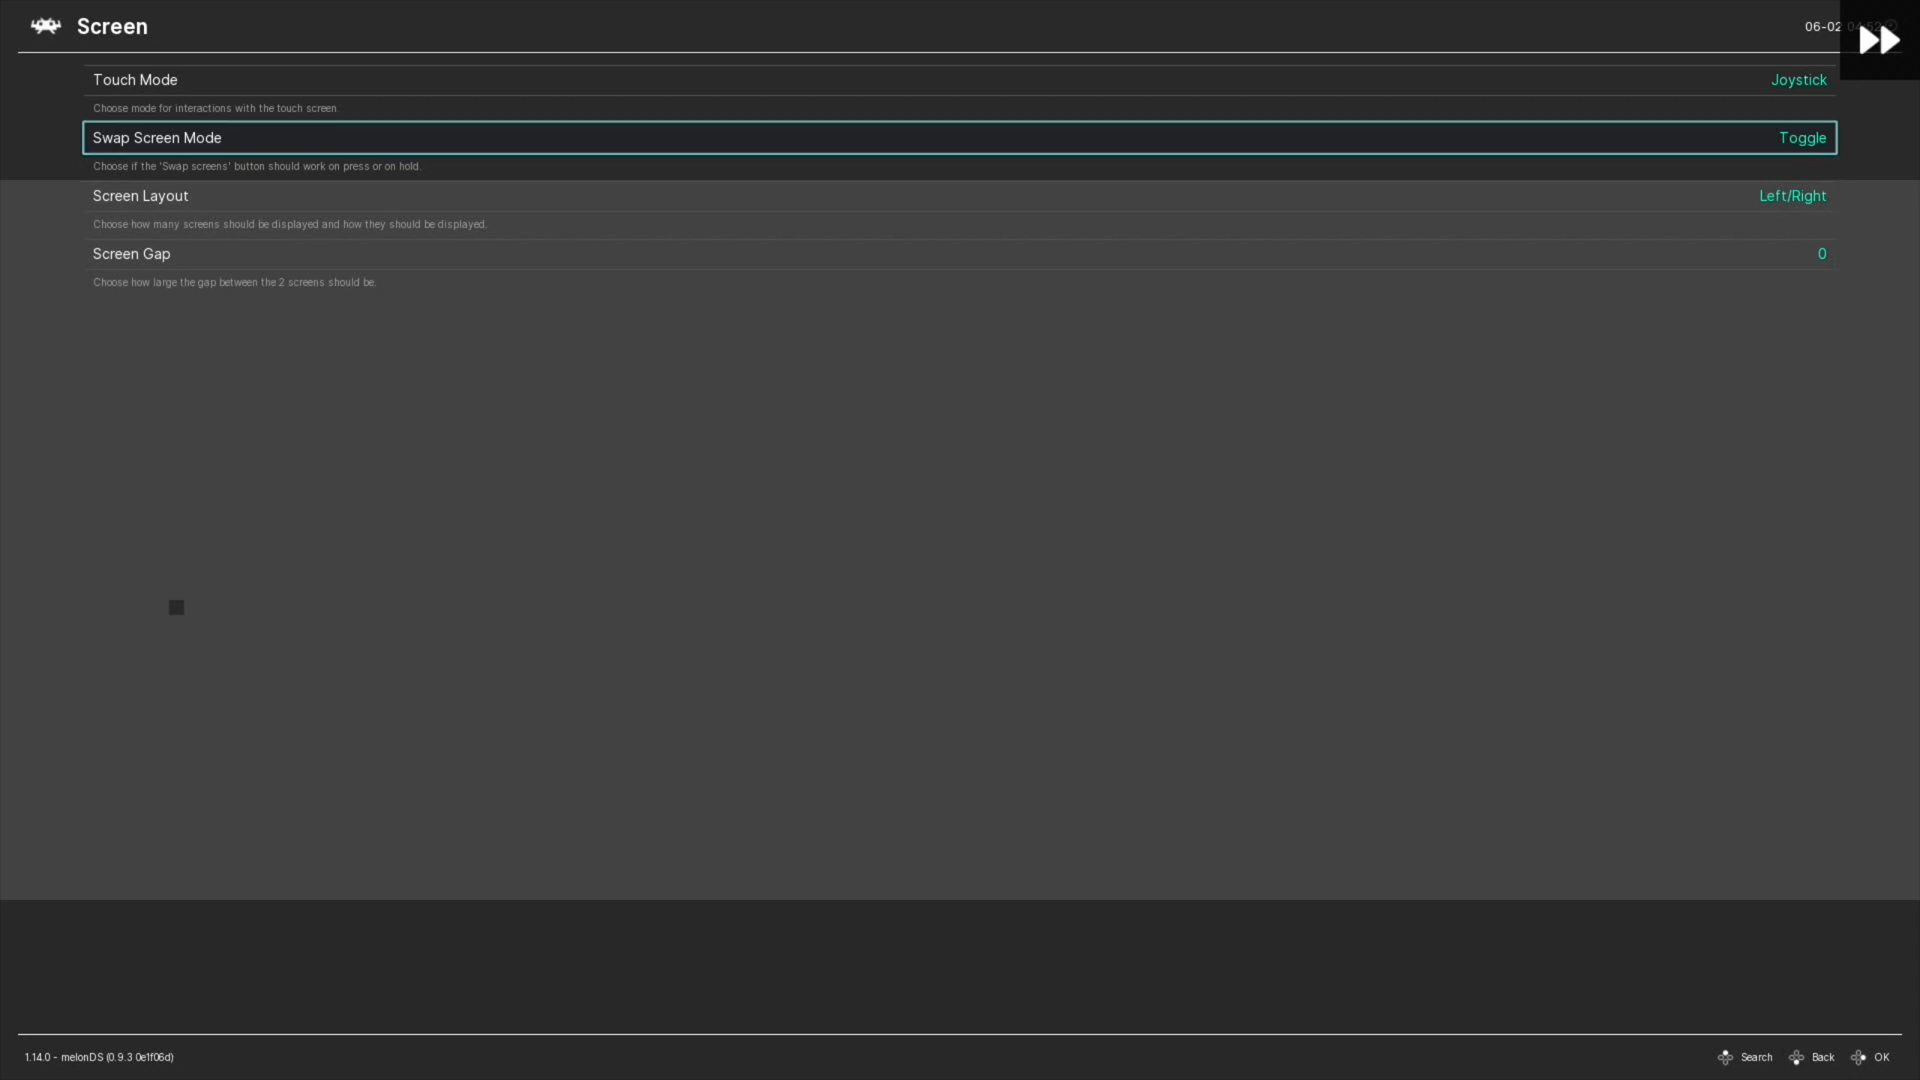 Screen
06-02
Touch Mode Joystick
Choose mode for interactions with the touch screen.
Swap Screen Mode Toggle
Choose if the 'Swap screens' button should work on press or on hold.
Screen Layout Left/Right
Choose how many screens should be displayed and how they should be displayed.
Screen Gap 0
Choose how large the gap between the 2 screens should be.
1.14.0 - melonDS (0.9.3 0e1f06d) Search Back OK